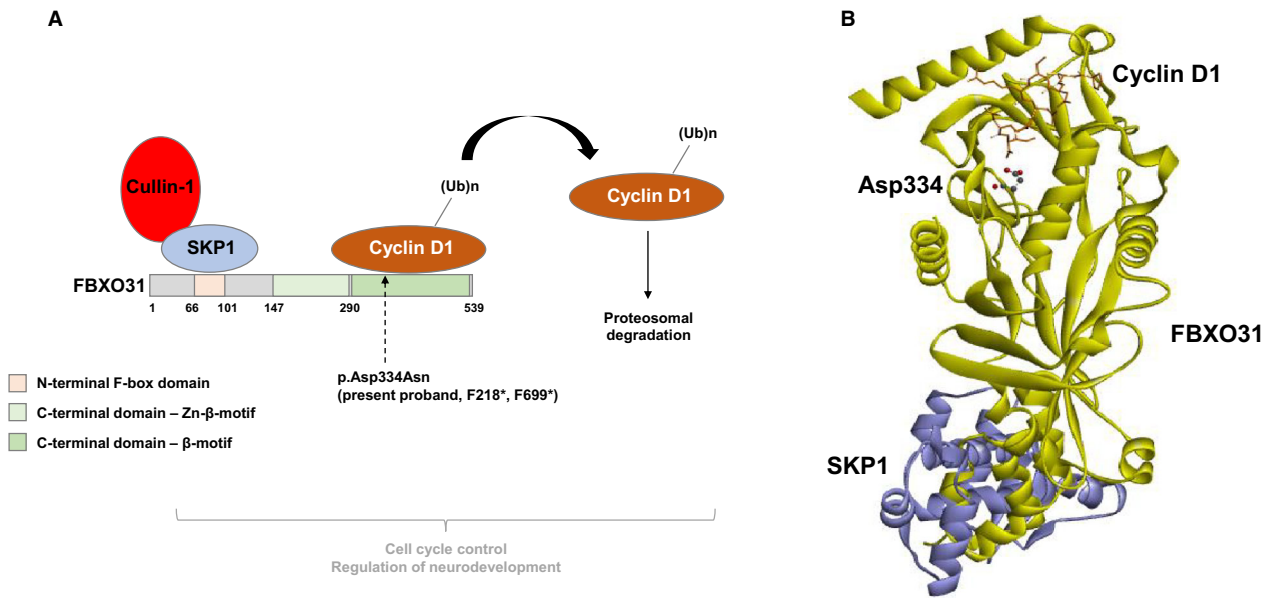 A
Cullin-1
SKP1
FBXO31
(Ub)n
Cyclin D1
(Ub)n
Cyclin D1
1 66 101 147 290 539
Proteosomal
degradation
p.Asp334Asn
(present proband, F218*, F699*)
N-terminal F-box domain
C-terminal domain – Zn-β-motif
C-terminal domain – β-motif
Cell cycle control
Regulation of neurodevelopment
B
Cyclin D1
Asp334
FBXO31
SKP1